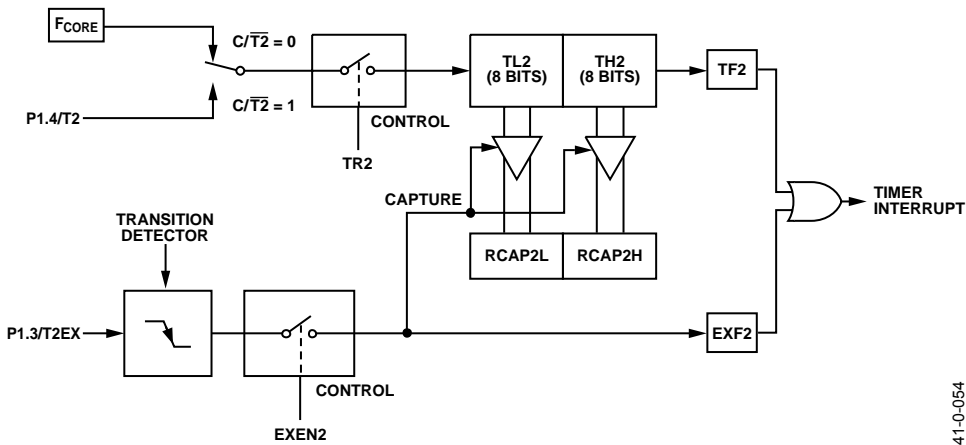 FCORE
C/T2 = 0
C/T2 = 1
P1.4/T2
CONTROL
TR2
TL2
(8 BITS)
TH2
(8 BITS)
TF2
CAPTURE
TRANSITION
DETECTOR
RCAP2L
RCAP2H
TIMER
INTERRUPT
P1.3/T2EX
CONTROL
EXEN2
EXF2
41-0-054